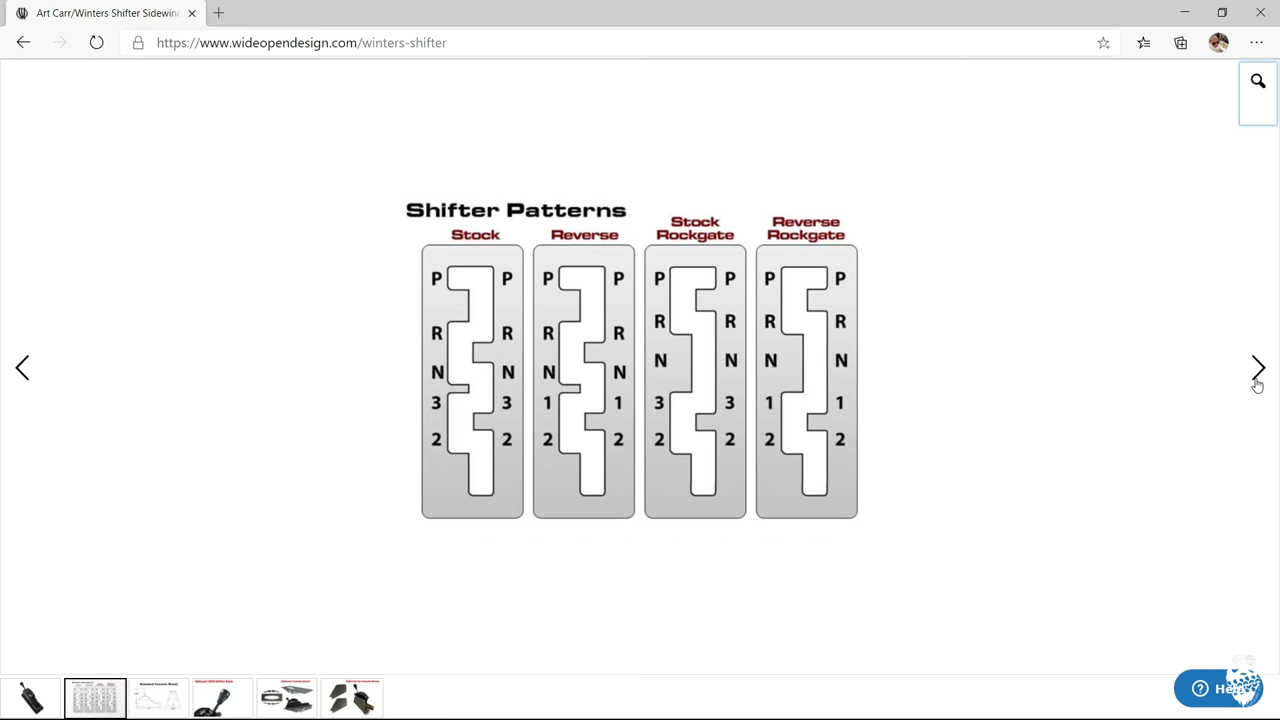 Art Carr/Winters Shifter Sidewin
https://www.wideopendesign.com/winters-shifter
Shifter Patterns
Stock
Reverse
Stock
Rockgate
Reverse
Rockgate
P P P P P P P P
R R R R R R R R
N N N N N N N N
3 3 1 1 3 3 1 1
2 2 2 2 2 2 2 2